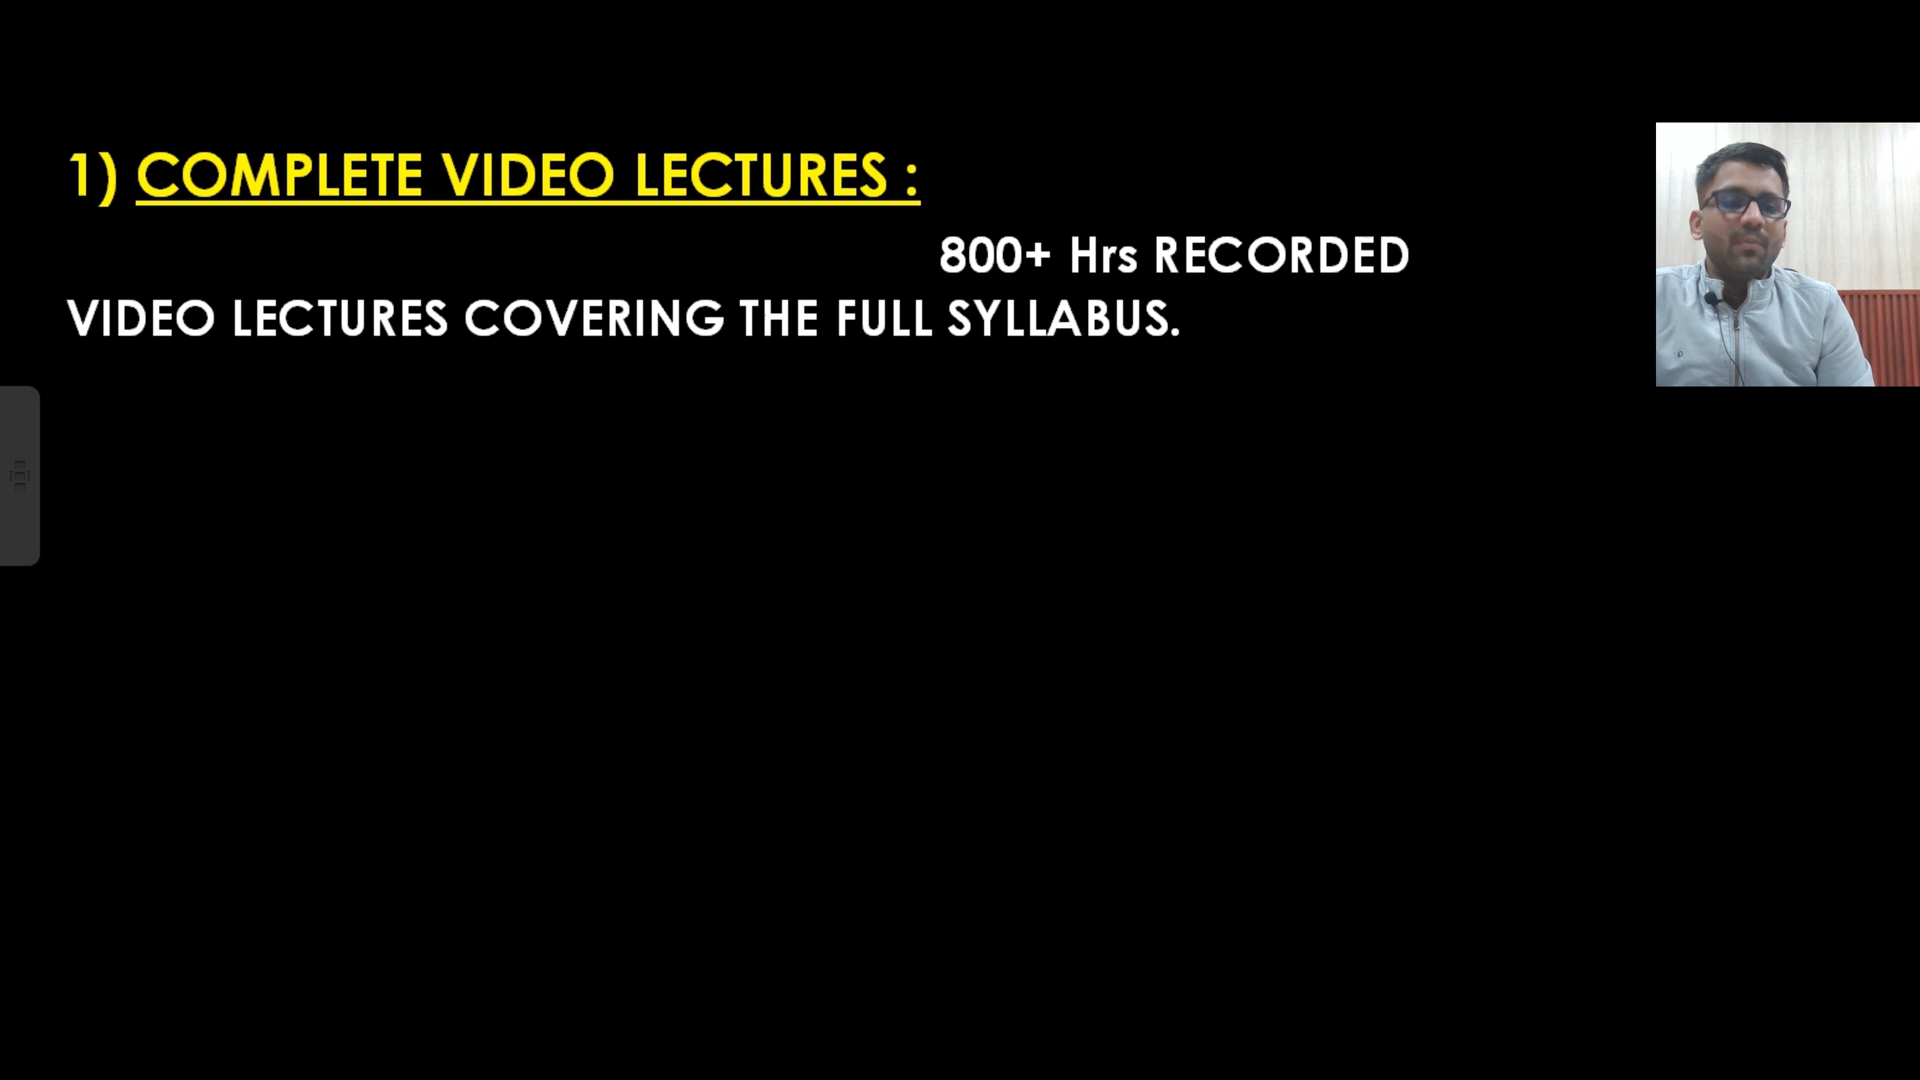 1) COMPLETE VIDEO LECTURES :
800+ Hrs RECORDED
VIDEO LECTURES COVERING THE FULL SYLLABUS.